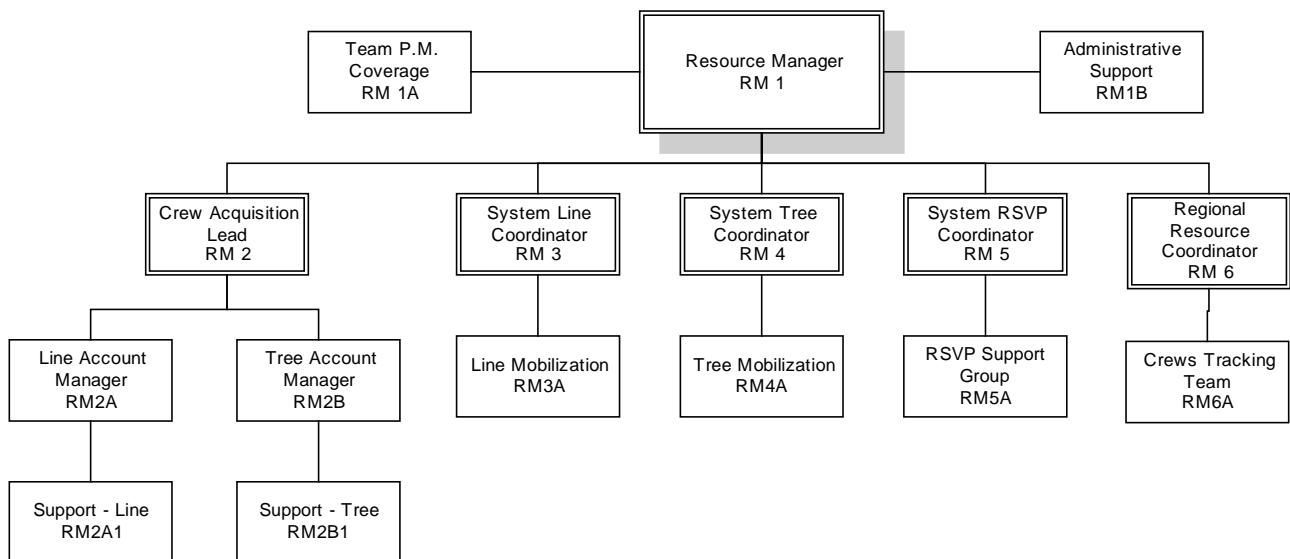 Team P.M.
Coverage
RM 1A
Resource Manager
RM 1
Administrative
Support
RM1B
Crew Acquisition
Lead
RM 2
System Line
Coordinator
RM 3
System Tree
Coordinator
RM 4
System RSVP
Coordinator
RM 5
Regional
Resource
Coordinator
RM 6
Line Account
Manager
RM2A
Tree Account
Manager
RM2B
Line Mobilization
RM3A
Tree Mobilization
RM4A
RSVP Support
Group
RM5A
Crews Tracking
Team
RM6A
Support - Line
RM2A1
Support - Tree
RM2B1